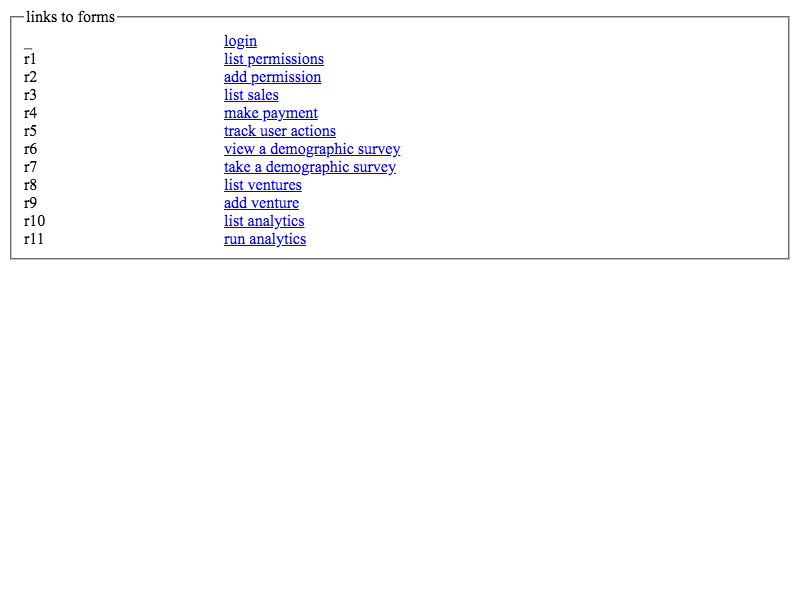 links to forms
_ login
r1 list permissions
r2 add permission
r3 list sales
r4 make payment
r5 track user actions
r6 view a demographic survey
r7 take a demographic survey
r8 list ventures
r9 add venture
r10 list analytics
r11 run analytics